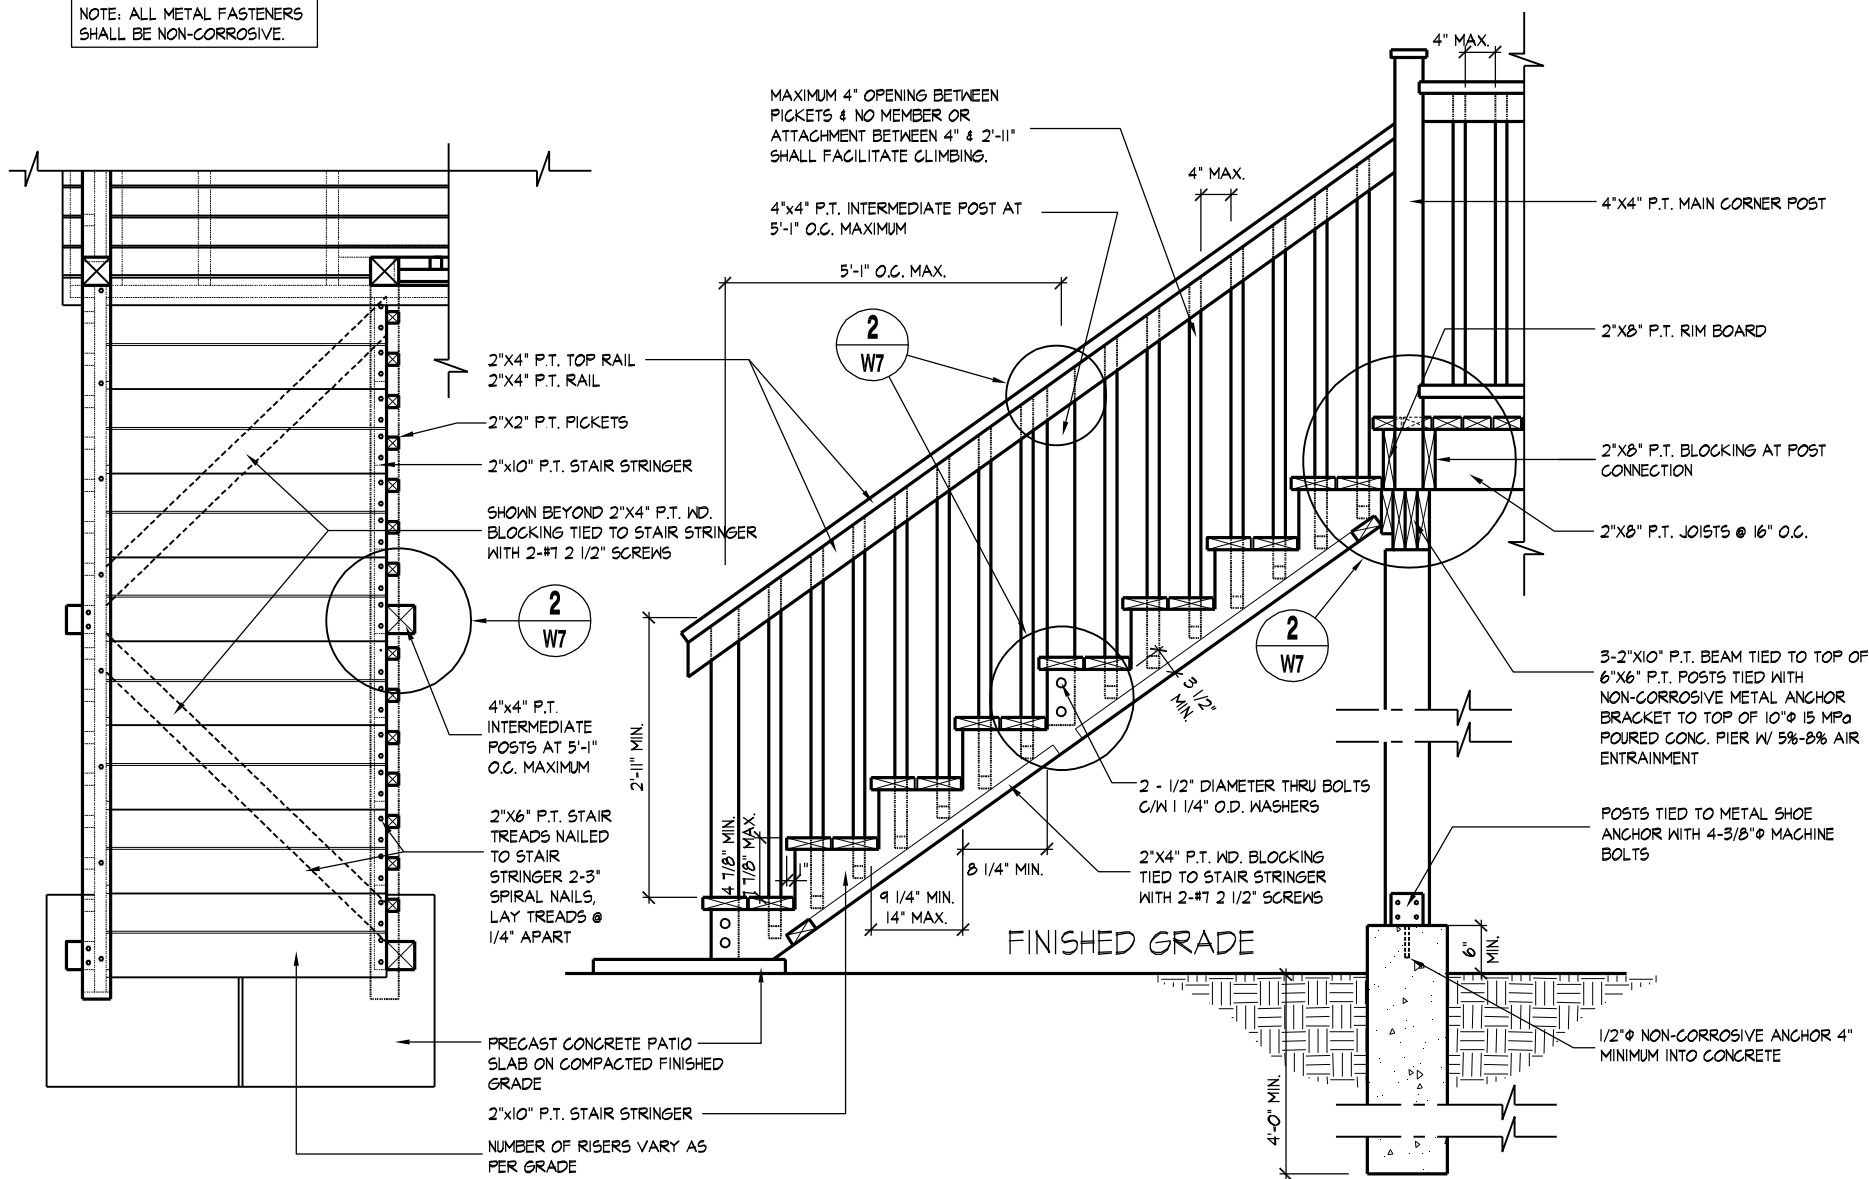 NOTE: ALL METAL FASTENERS
SHALL BE NON-CORROSIVE.
MAXIMUM 4" OPENING BETWEEN
PICKETS & NO MEMBER OR
ATTACHMENT BETWEEN 4" & 2'-11"
SHALL FACILITATE CLIMBING.
4"x4" P.T. INTERMEDIATE POST AT
5'-1" O.C. MAXIMUM
5'-1" O.C. MAX.
4" MAX.
4" MAX.
2
W7
2"X4" P.T. TOP RAIL
2"X4" P.T. RAIL
2"X2" P.T. PICKETS
2"x10" P.T. STAIR STRINGER
SHOWN BEYOND 2"X4" P.T. WD.
BLOCKING TIED TO STAIR STRINGER
WITH 2-#7 2 1/2" SCREWS
2
W7
4"x4" P.T.
INTERMEDIATE
POSTS AT 5'-1"
O.C. MAXIMUM
2"X6" P.T. STAIR
TREADS NAILED
TO STAIR
STRINGER 2-3"
SPIRAL NAILS,
LAY TREADS @
1/4" APART
PRECAST CONCRETE PATIO
SLAB ON COMPACTED FINISHED
GRADE
2"x10" P.T. STAIR STRINGER
NUMBER OF RISERS VARY AS
PER GRADE
2'-11" MIN.
4 7/8" MIN.
7 7/8" MAX.
1"
9 1/4" MIN.
14" MAX.
8 1/4" MIN.
3 1/2"
MIN.
2
W7
2 - 1/2" DIAMETER THRU BOLTS
C/W 1 1/4" O.D. WASHERS
2"X4" P.T. WD. BLOCKING
TIED TO STAIR STRINGER
WITH 2-#7 2 1/2" SCREWS
FINISHED GRADE
4"X4" P.T. MAIN CORNER POST
2"X8" P.T. RIM BOARD
2"X8" P.T. BLOCKING AT POST
CONNECTION
2"X8" P.T. JOISTS @ 16" O.C.
3-2"X10" P.T. BEAM TIED TO TOP OF
6"X6" P.T. POSTS TIED WITH
NON-CORROSIVE METAL ANCHOR
BRACKET TO TOP OF 10"Φ 15 MPa
POURED CONC. PIER W/ 5%-8% AIR
ENTRAINMENT
POSTS TIED TO METAL SHOE
ANCHOR WITH 4-3/8"Φ MACHINE
BOLTS
6"
MIN.
1/2"Φ NON-CORROSIVE ANCHOR 4"
MINIMUM INTO CONCRETE
4'-0" MIN.